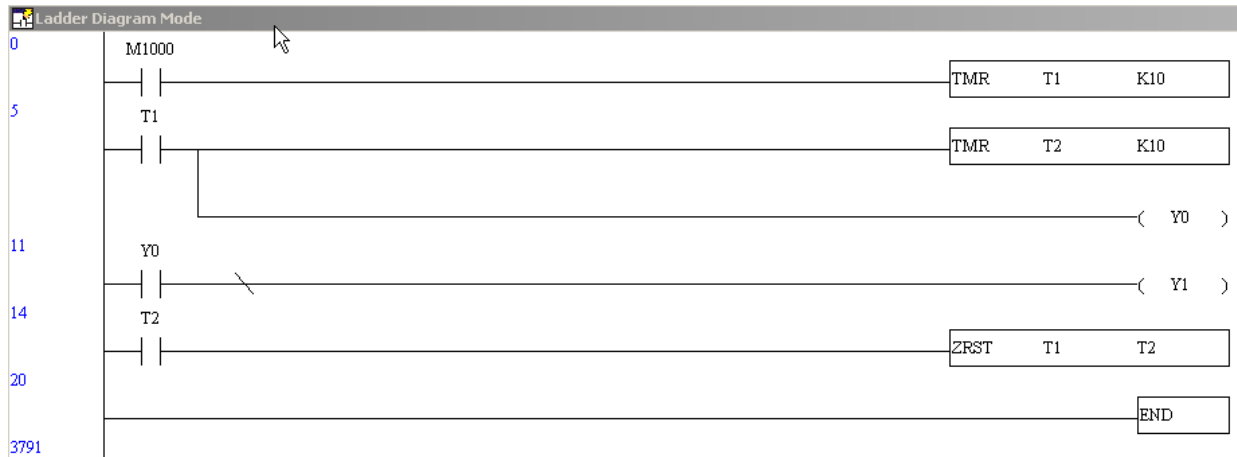 Ladder Diagram Mode
0
M1000
TMR T1 K10
5
T1
TMR T2 K10
( Y0 )
11
Y0
( Y1 )
14
T2
ZRST T1 T2
20
END
3791